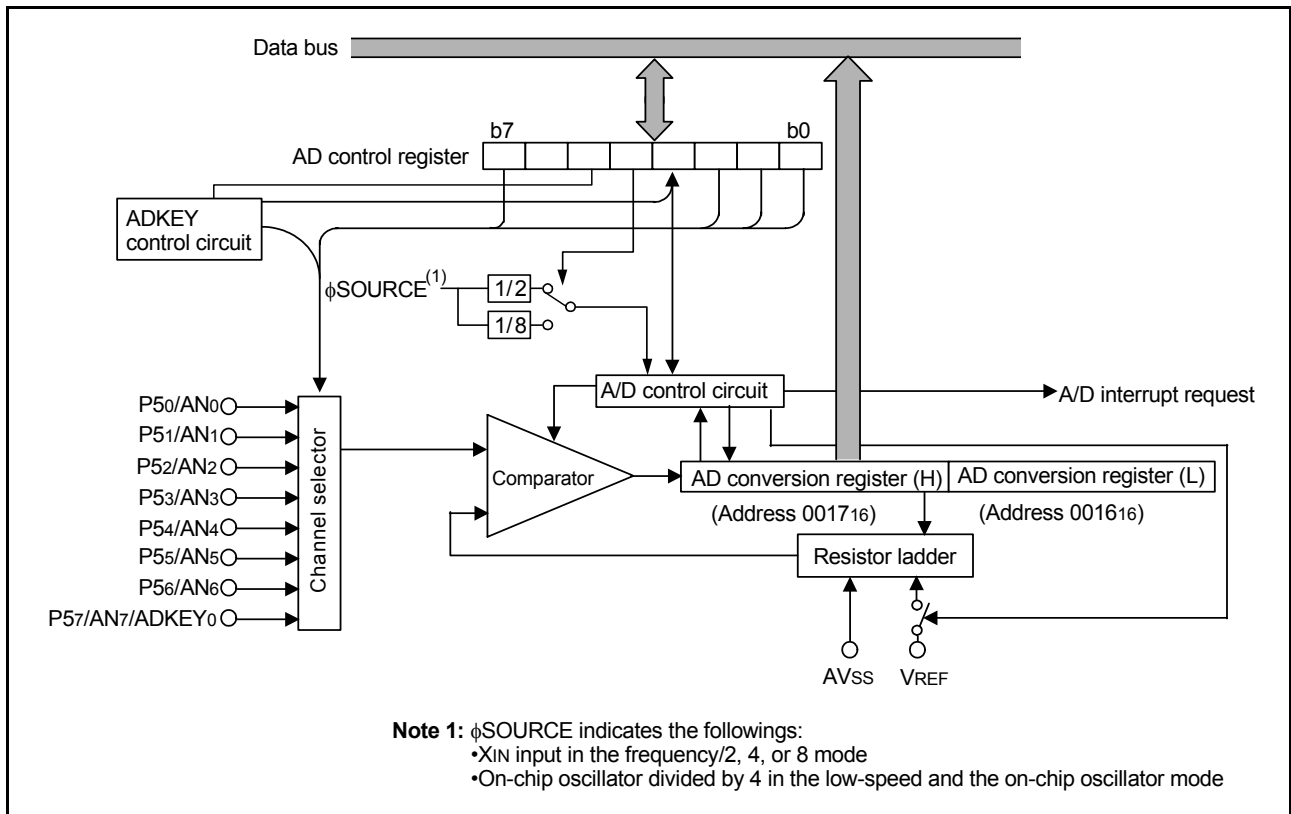 Data bus
b7 b0
AD control register
ADKEY
control circuit
ϕSOURCE(1)
1/2
1/8
A/D control circuit
A/D interrupt request
P50/AN0
P51/AN1
P52/AN2
P53/AN3
P54/AN4
P55/AN5
P56/AN6
P57/AN7/ADKEY0
Channel selector
Comparator
AD conversion register (H) AD conversion register (L)
(Address 001716) (Address 001616)
Resistor ladder
AVSS VREF
Note 1: ϕSOURCE indicates the followings:
•XIN input in the frequency/2, 4, or 8 mode
•On-chip oscillator divided by 4 in the low-speed and the on-chip oscillator mode